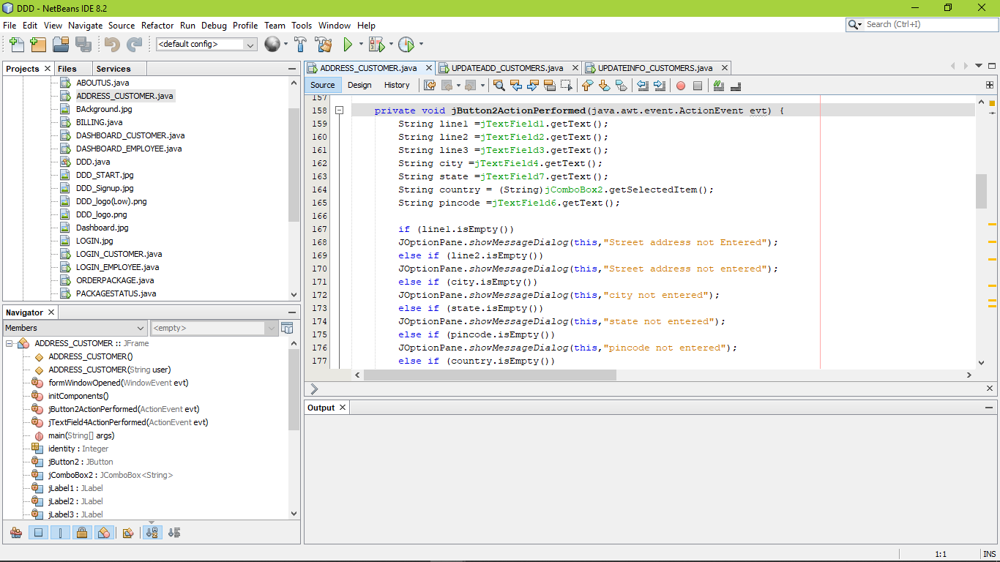 DDD - NetBeans IDE 8.2
File Edit View Navigate Source Refactor Run Debug Profile Team Tools Window Help
Search (Ctrl+I)
<default config>
Projects Files Services
ABOUTUS.java
ADDRESS_CUSTOMER.java
BAckground.jpg
BILLING.java
DASHBOARD_CUSTOMER.java
DASHBOARD_EMPLOYEE.java
DDD.java
DDD_START.jpg
DDD_Signup.jpg
DDD_logo(Low).png
DDD_logo.png
Dashboard.jpg
LOGIN.jpg
LOGIN_CUSTOMER.java
LOGIN_EMPLOYEE.java
ORDERPACKAGE.java
PACKAGESTATUS.java
Navigator
Members
<empty>
ADDRESS_CUSTOMER :: JFrame
ADDRESS_CUSTOMER()
ADDRESS_CUSTOMER(String user)
formWindowOpened(WindowEvent evt)
initComponents()
jButton2ActionPerformed(ActionEvent evt)
jTextField4ActionPerformed(ActionEvent evt)
main(String[] args)
identity : Integer
jButton2 : JButton
jComboBox2 : JComboBox<String>
jLabel1 : JLabel
jLabel2 : JLabel
jLabel3 : JLabel
ADDRESS_CUSTOMER.java UPDATEADD_CUSTOMERS.java UPDATEINFO_CUSTOMERS.java
Source Design History
157
158 private void jButton2ActionPerformed(java.awt.event.ActionEvent evt) {
159 String line1 =jTextField1.getText();
160 String line2 =jTextField2.getText();
161 String line3 =jTextField3.getText();
162 String city =jTextField4.getText();
163 String state =jTextField7.getText();
164 String country = (String)jComboBox2.getSelectedItem();
165 String pincode =jTextField6.getText();
166
167 if (line1.isEmpty())
168 JOptionPane.showMessageDialog(this,"Street address not Entered");
169 else if (line2.isEmpty())
170 JOptionPane.showMessageDialog(this,"Street address not entered");
171 else if (city.isEmpty())
172 JOptionPane.showMessageDialog(this,"city not entered");
173 else if (state.isEmpty())
174 JOptionPane.showMessageDialog(this,"state not entered");
175 else if (pincode.isEmpty())
176 JOptionPane.showMessageDialog(this,"pincode not entered");
177 else if (country.isEmpty())
Output
1:1 INS